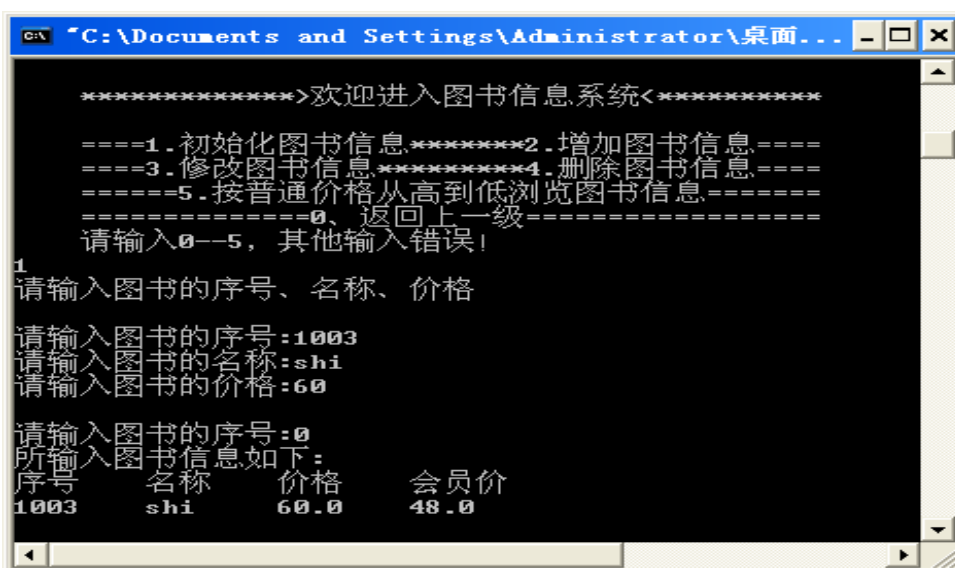 "C:\Documents and Settings\Administrator\桌面...
*************>欢迎进入图书信息系统<**********
====1.初始化图书信息*******2.增加图书信息====
====3.修改图书信息*********4.删除图书信息====
======5.按普通价格从高到低浏览图书信息=======
==============0、返回上一级==================
请输入0--5，其他输入错误!
1
请输入图书的序号、名称、价格
请输入图书的序号:1003
请输入图书的名称:shi
请输入图书的价格:60
请输入图书的序号:0
所输入图书信息如下:
序号 名称 价格 会员价
1003 shi 60.0 48.0